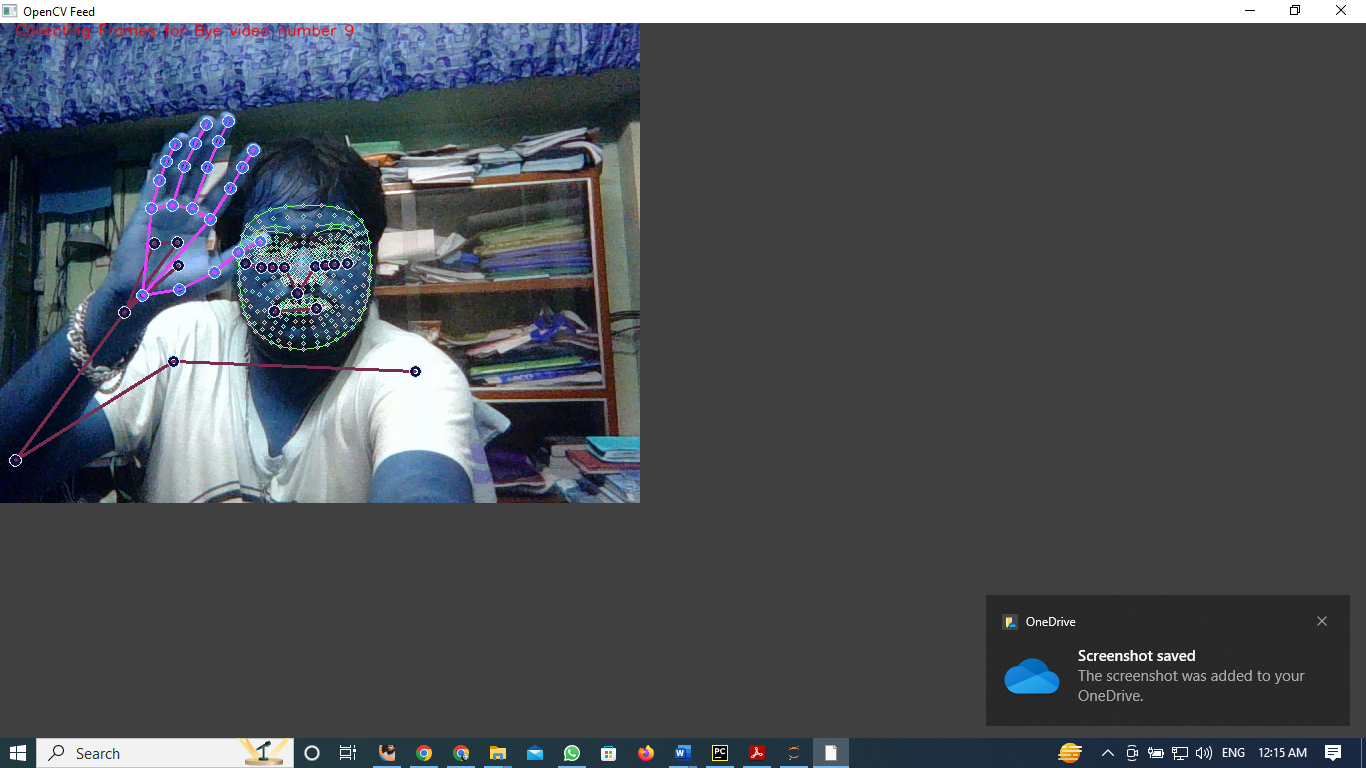 OpenCV Feed
Collecting Frames for Bye Video Number 9
OneDrive
Screenshot saved
The screenshot was added to your
OneDrive.
Search
W
PC
ENG
12:15 AM